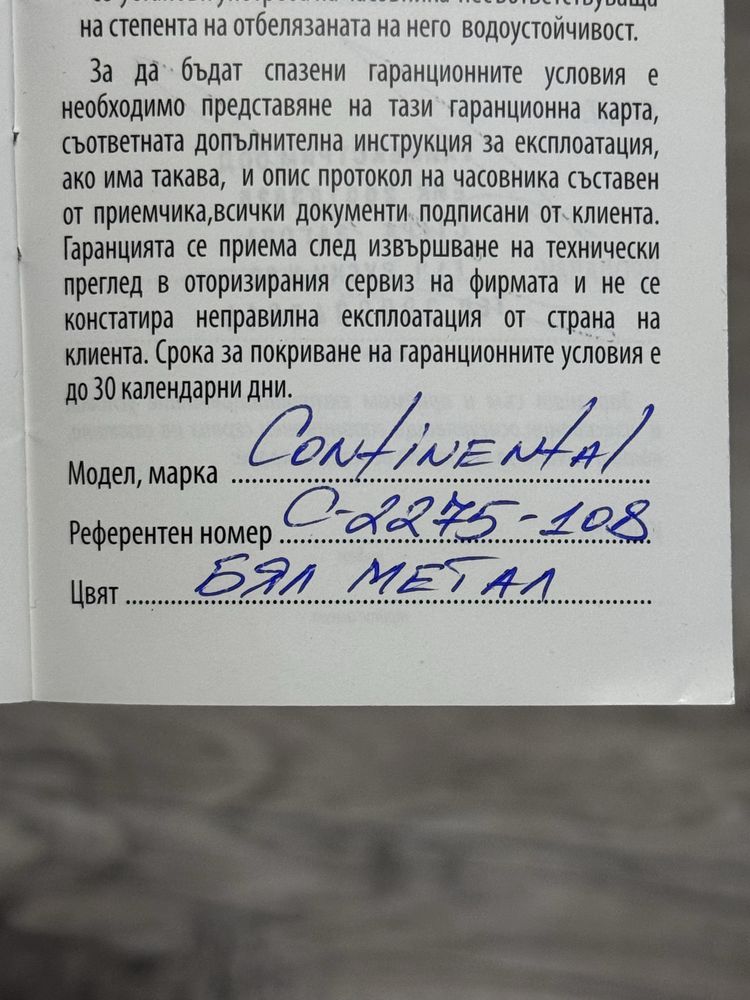 на степента на отбелязаната на него водоустойчивост.
За да бъдат спазени гаранционните условия е
необходимо представяне на тази гаранционна карта,
съответната допълнителна инструкция за експлоатация,
ако има такава, и опис протокол на часовника съставен
от приемчика,всички документи подписани от клиента.
Гаранцията се приема след извършване на технически
преглед в оторизирания сервиз на фирмата и не се
констатира неправилна експлоатация от страна на
клиента. Срока за покриване на гаранционните условия е
до 30 календарни дни.
Модел, марка Continental
Референтен номер C-2275-108
Цвят БЯЛ МЕТАЛ